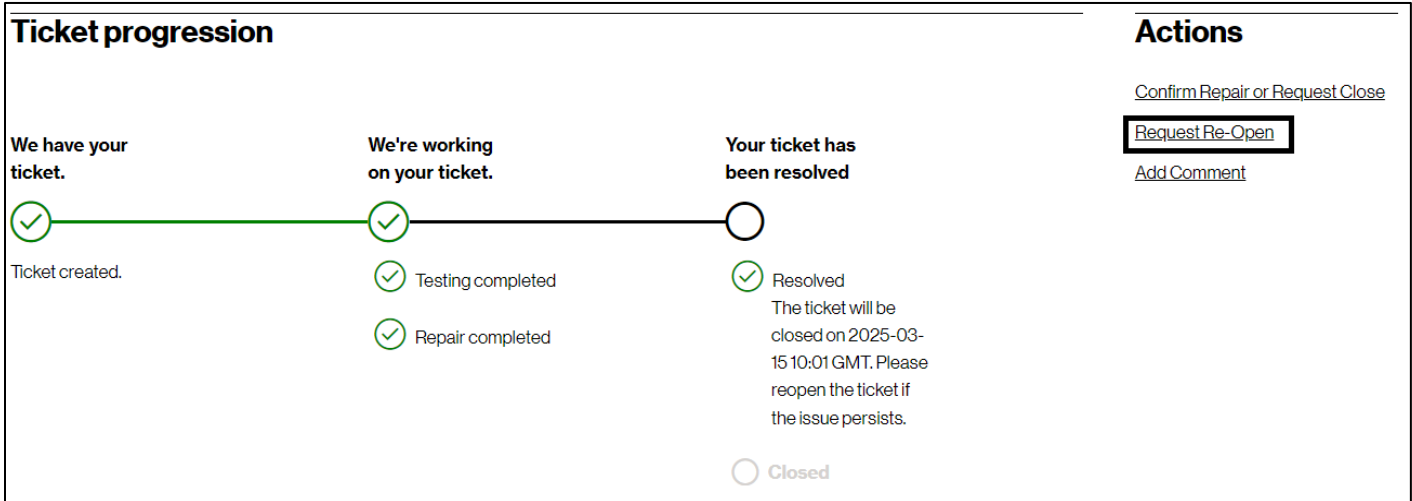 Ticket progression
We have your
ticket.
Ticket created.
We're working
on your ticket.
Testing completed
Repair completed
Your ticket has
been resolved
Resolved
The ticket will be
closed on 2025-03-
15 10:01 GMT. Please
reopen the ticket if
the issue persists.
Closed
Actions
Confirm Repair or Request Close
Request Re-Open
Add Comment